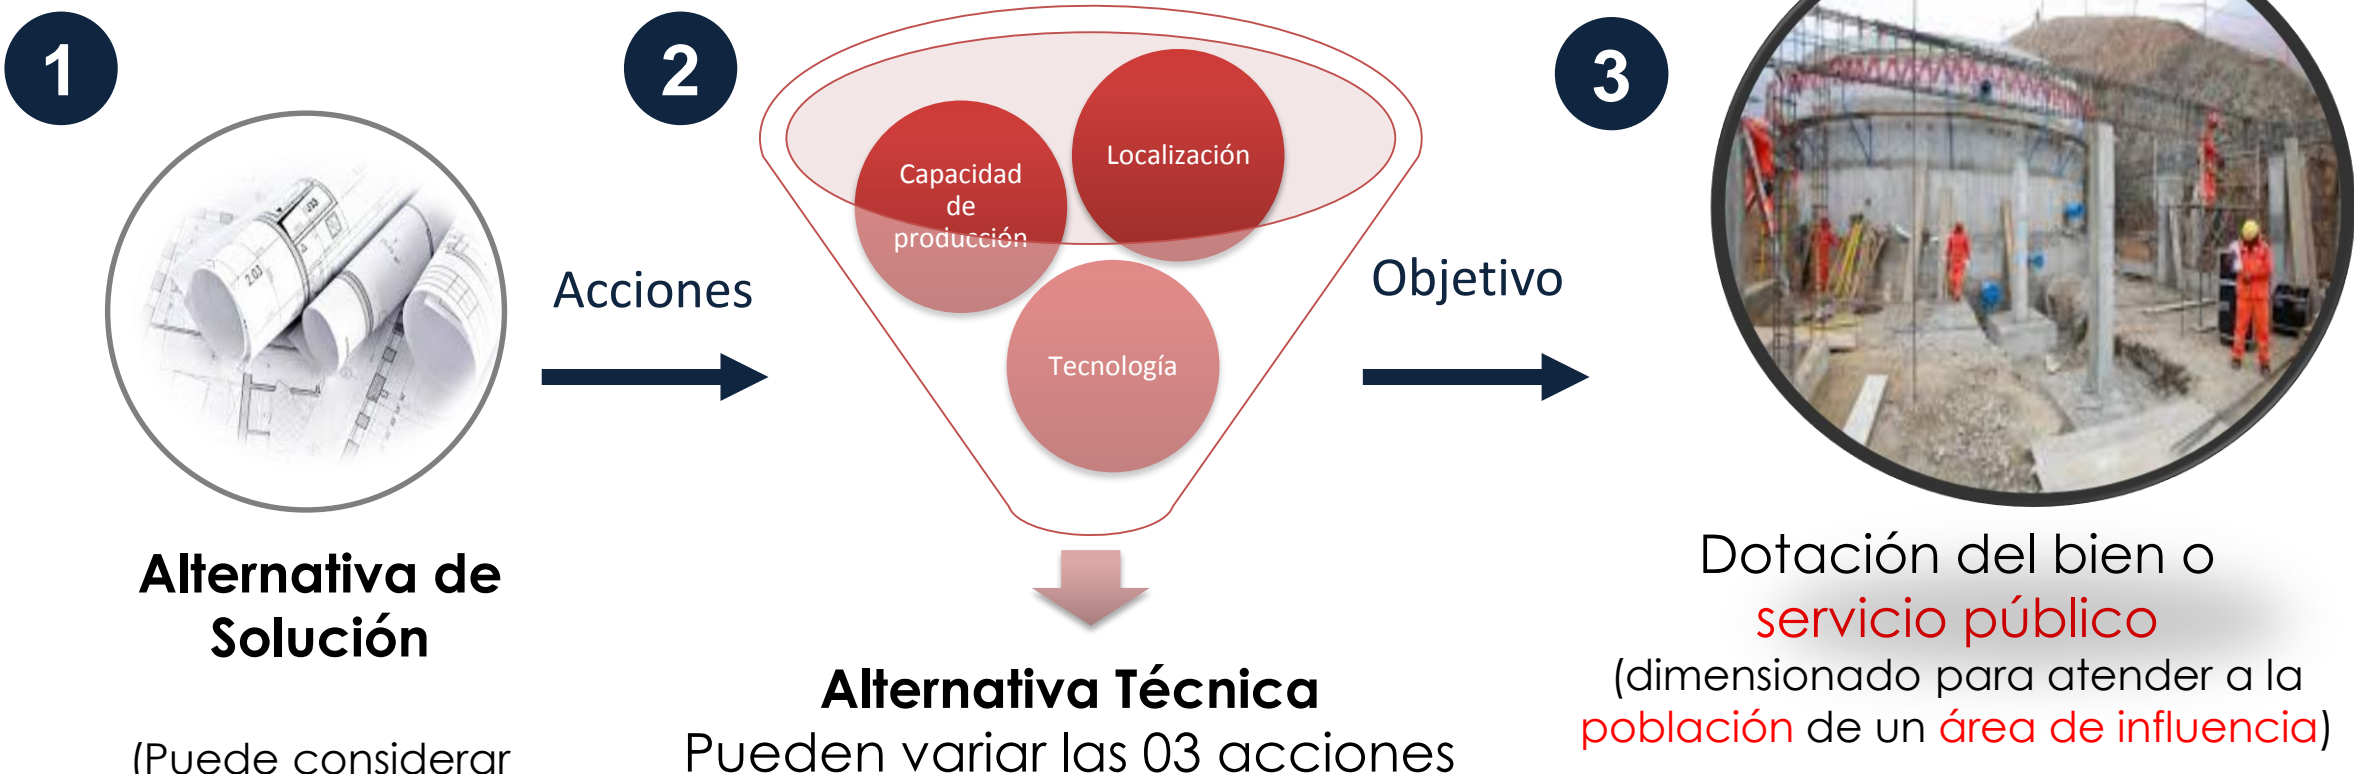 1
Alternativa de
Solución
(Puede considerar
Acciones
2
Capacidad
de
producción
Localización
Tecnología
Alternativa Técnica
Pueden variar las 03 acciones
Objetivo
3
Dotación del bien o
servicio público
(dimensionado para atender a la
población de un área de influencia)